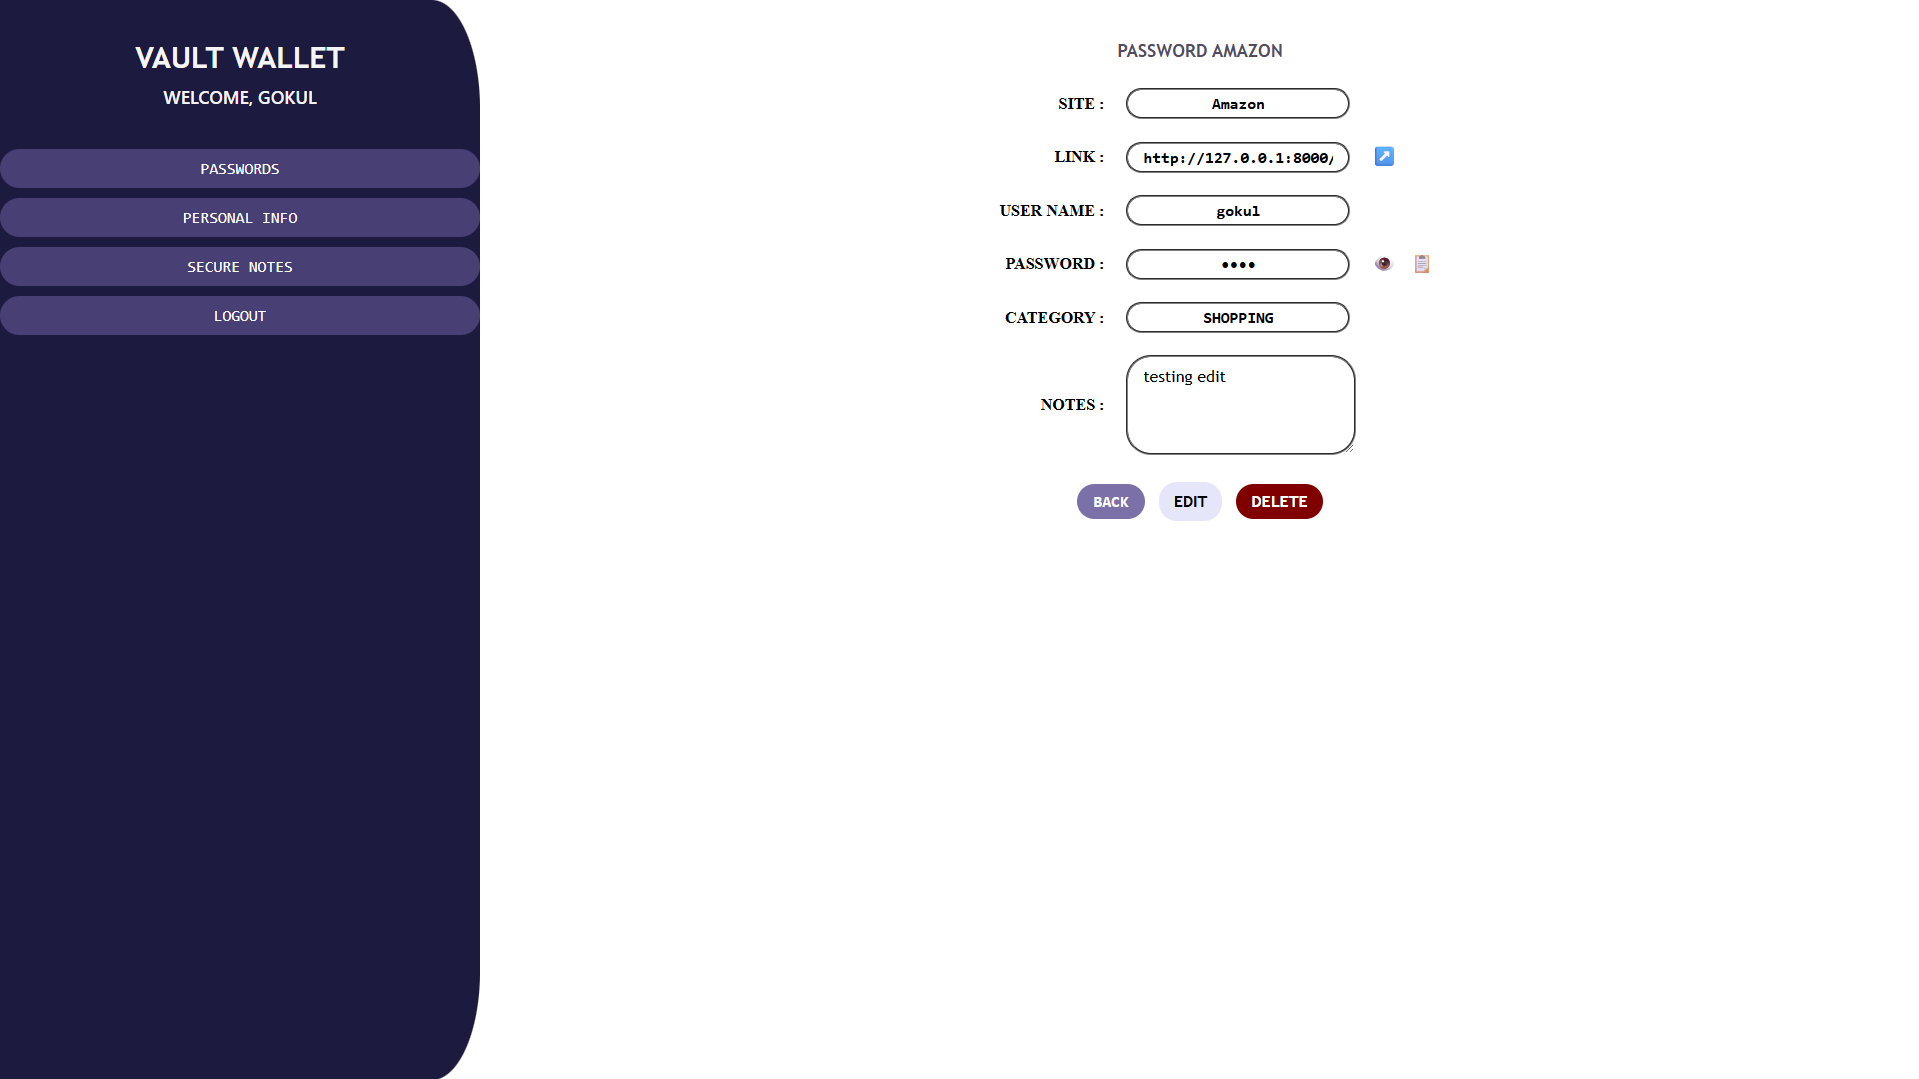 VAULT WALLET
WELCOME, GOKUL
PASSWORDS
PERSONAL INFO
SECURE NOTES
LOGOUT
PASSWORD AMAZON
SITE : Amazon
LINK : http://127.0.0.1:8000/
USER NAME : gokul
PASSWORD : ••••
CATEGORY : SHOPPING
NOTES : testing edit
BACK EDIT DELETE